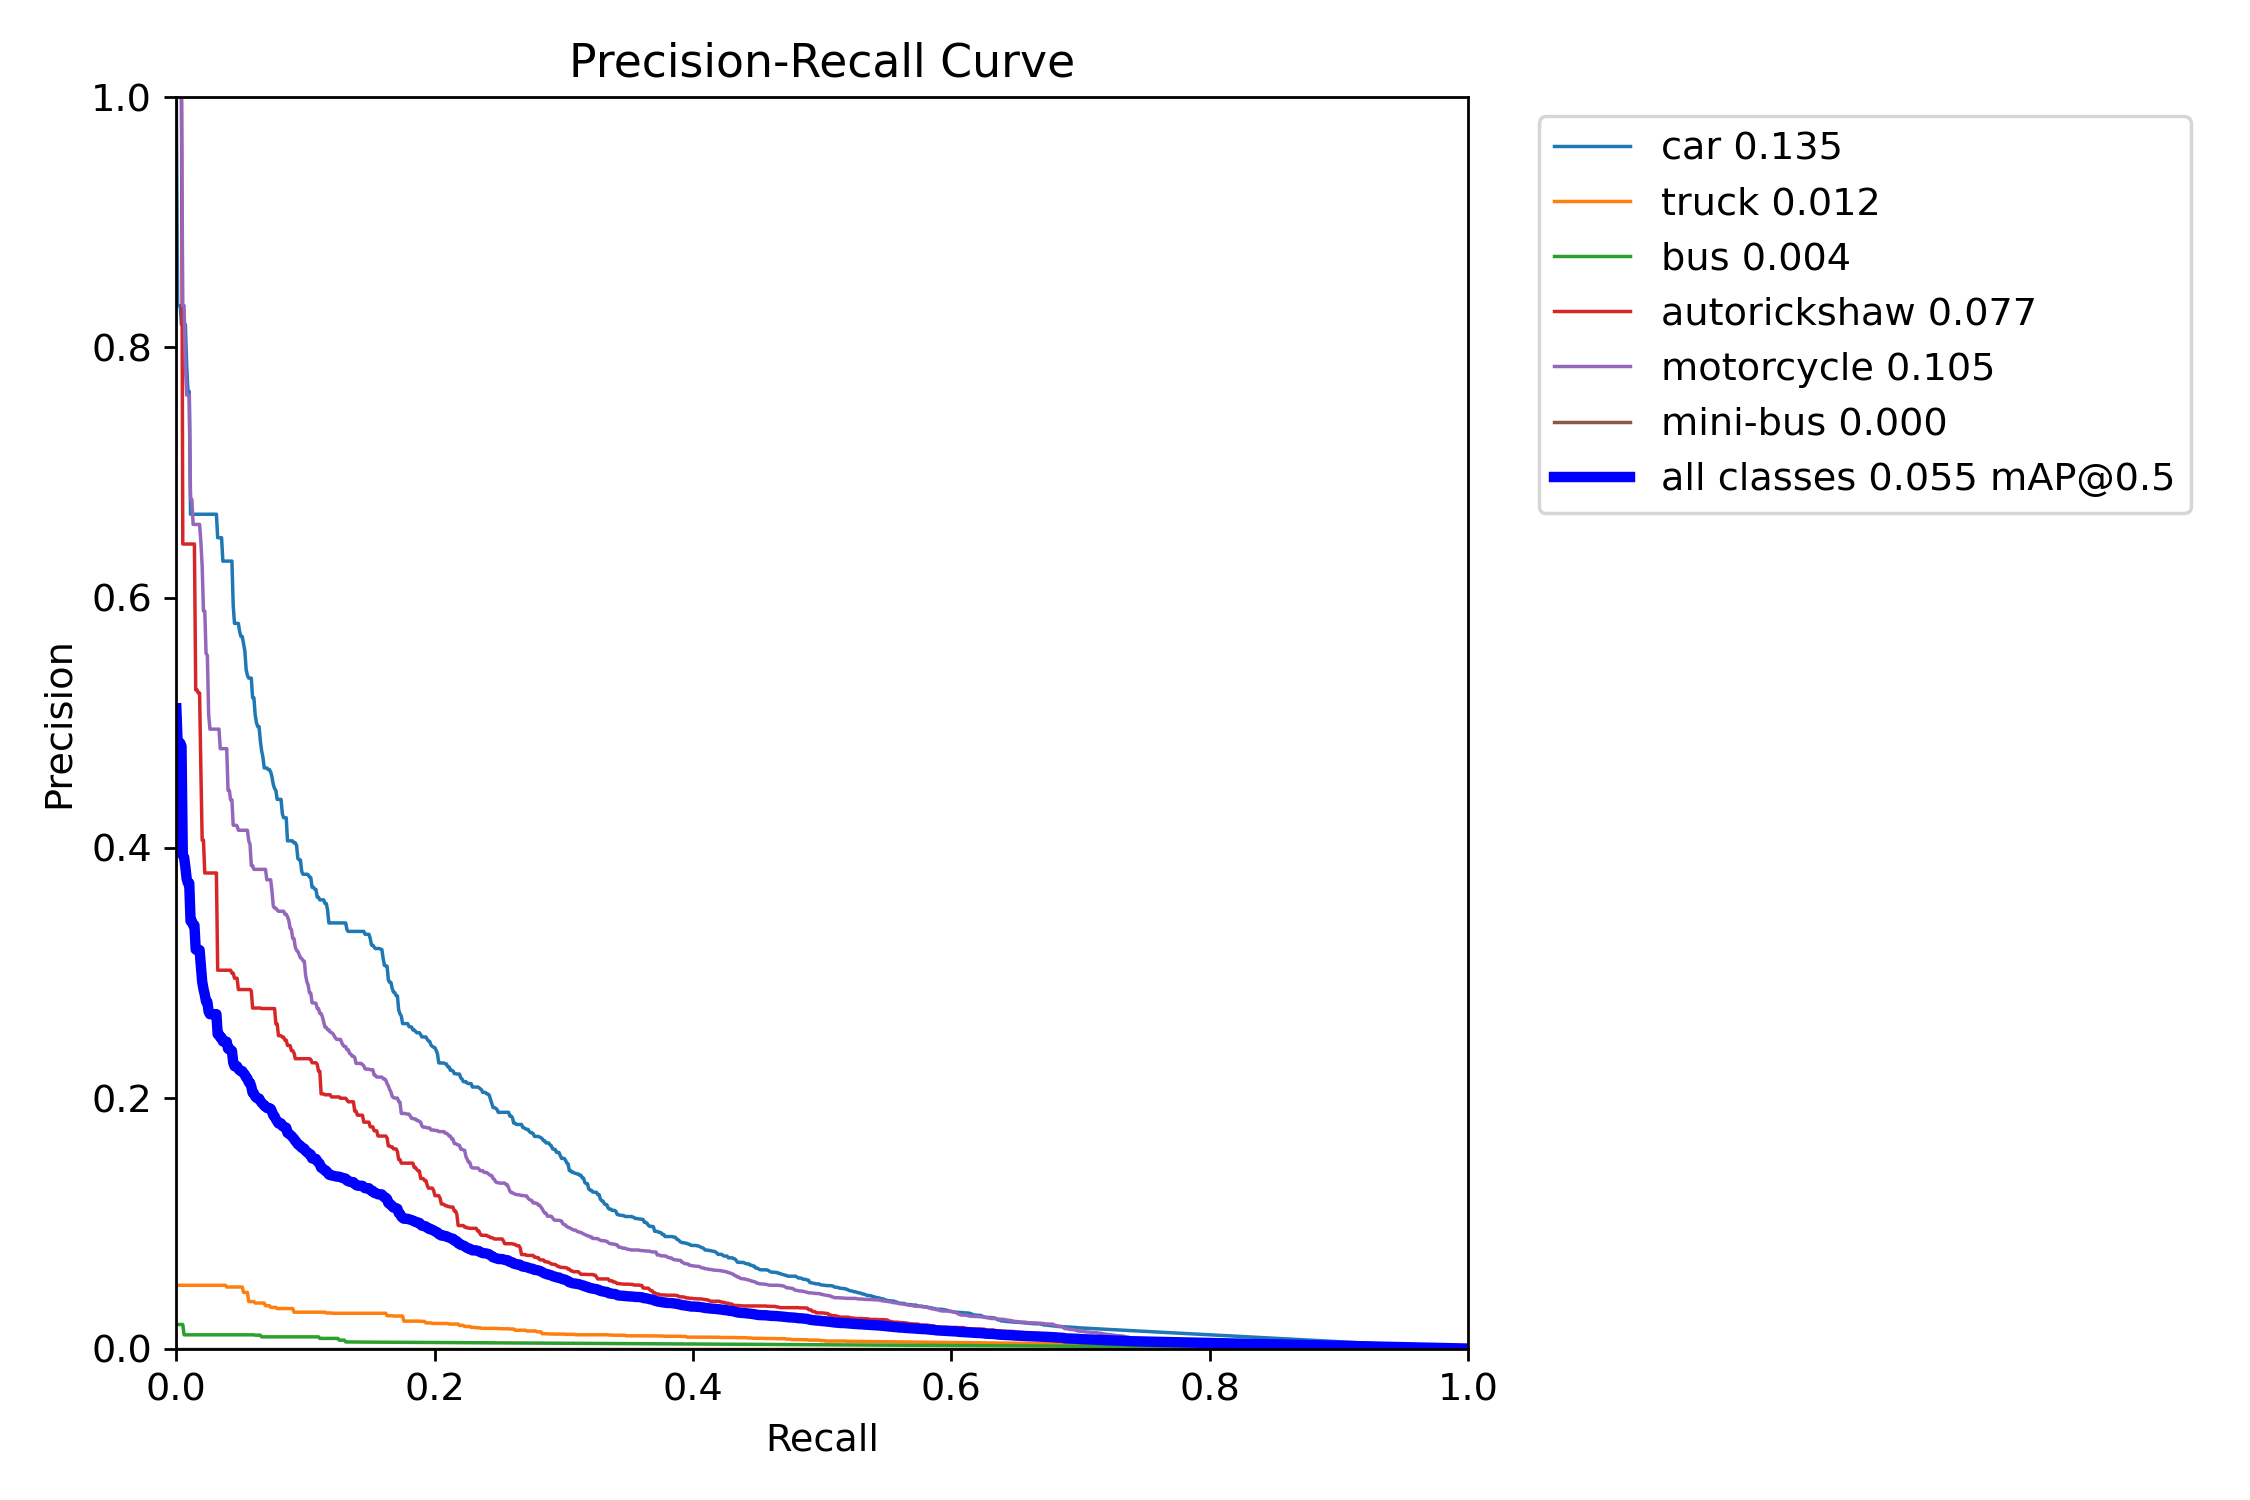 Precision-Recall Curve
1.0
0.8
0.6
0.4
0.2
0.0
Precision
0.0 0.2 0.4 0.6 0.8 1.0
Recall
car 0.135
truck 0.012
bus 0.004
autorickshaw 0.077
motorcycle 0.105
mini-bus 0.000
all classes 0.055 mAP@0.5